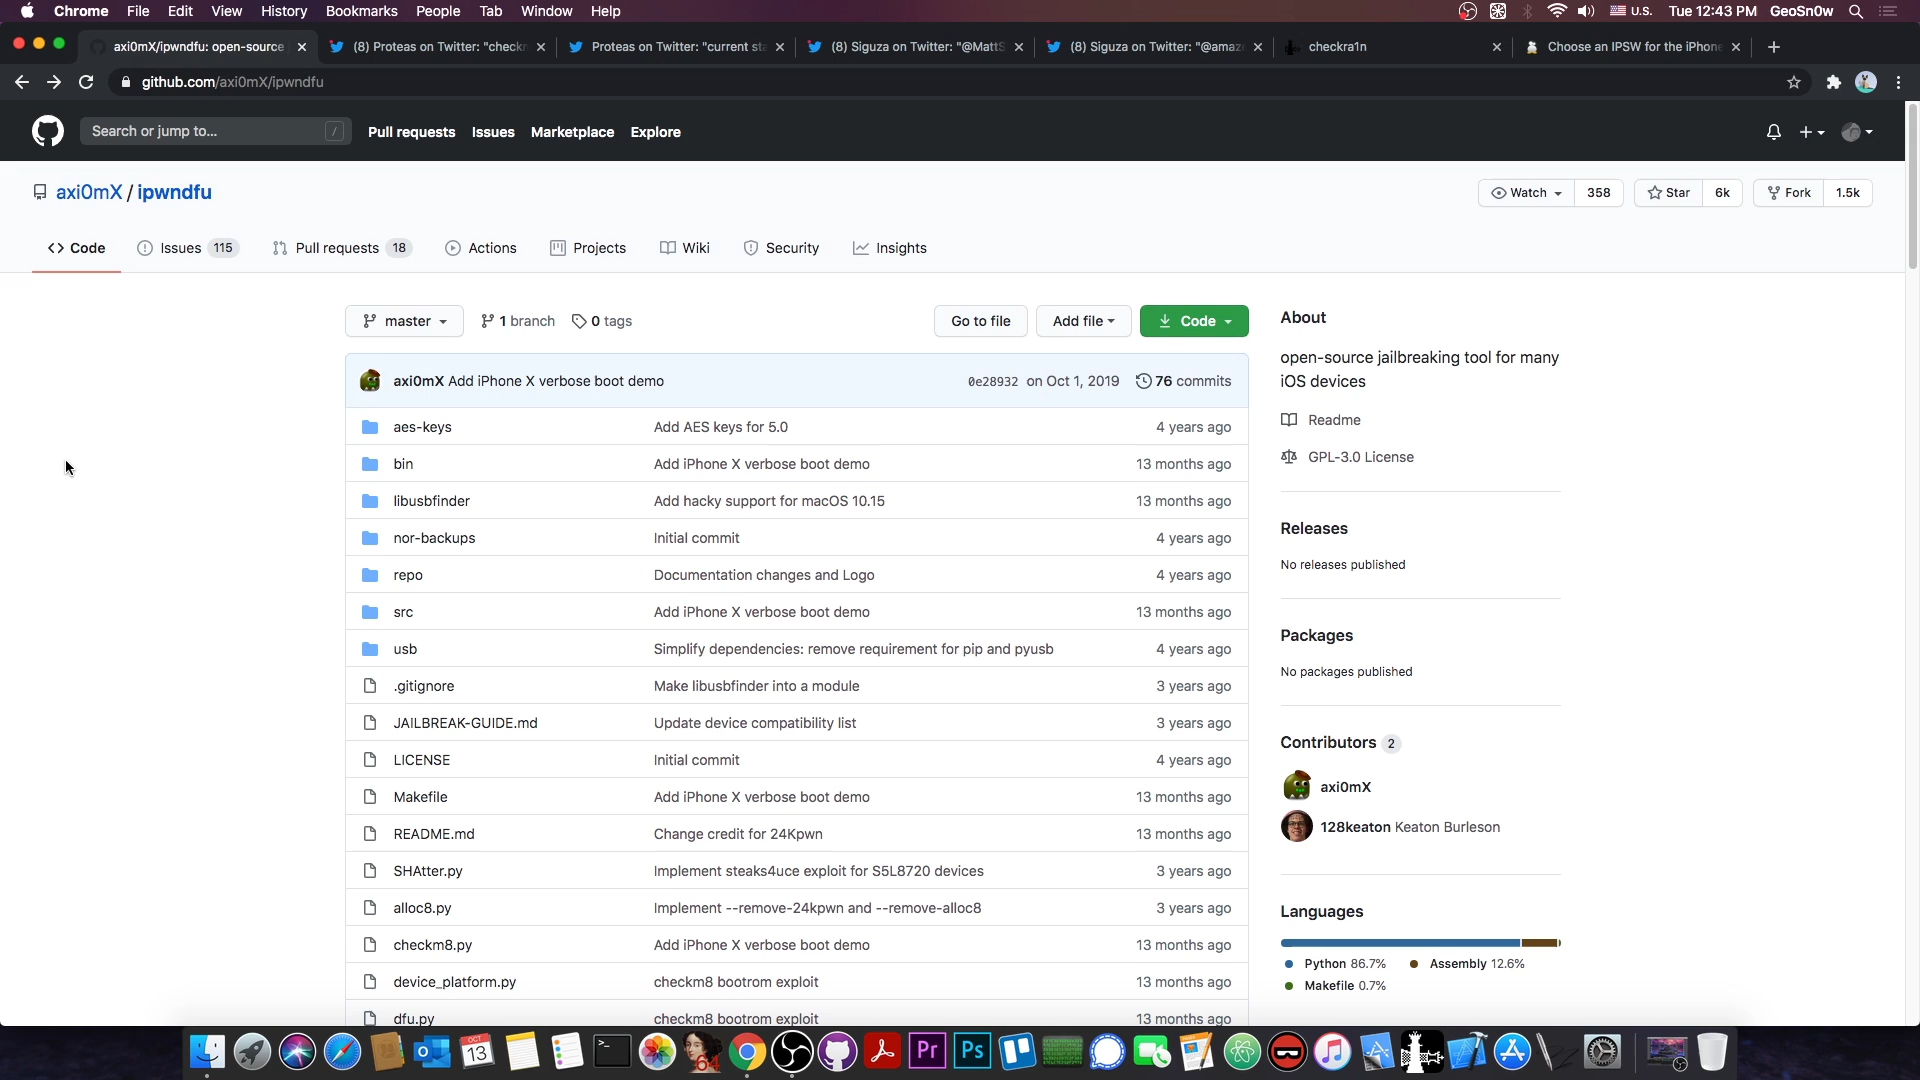 Chrome File Edit View History Bookmarks People Tab Window Help U.S. Tue 12:43 PM GeoSn0w
axi0mX/ipwndfu: open-source (8) Proteas on Twitter: "checkr Proteas on Twitter: "current sta (8) Siguza on Twitter: "@MattS (8) Siguza on Twitter: "@amaz checkra1n Choose an IPSW for the iPhone
github.com/axi0mX/ipwndfu
Search or jump to... / Pull requests Issues Marketplace Explore
axi0mX / ipwndfu Watch 358 Star 6k Fork 1.5k
Code Issues 115 Pull requests 18 Actions Projects Wiki Security Insights
master 1 branch 0 tags Go to file Add file Code
axi0mX Add iPhone X verbose boot demo 0e28932 on Oct 1, 2019 76 commits
aes-keys Add AES keys for 5.0 4 years ago
bin Add iPhone X verbose boot demo 13 months ago
libusbfinder Add hacky support for macOS 10.15 13 months ago
nor-backups Initial commit 4 years ago
repo Documentation changes and Logo 4 years ago
src Add iPhone X verbose boot demo 13 months ago
usb Simplify dependencies: remove requirement for pip and pyusb 4 years ago
.gitignore Make libusbfinder into a module 3 years ago
JAILBREAK-GUIDE.md Update device compatibility list 3 years ago
LICENSE Initial commit 4 years ago
Makefile Add iPhone X verbose boot demo 13 months ago
README.md Change credit for 24Kpwn 13 months ago
SHAtter.py Implement steaks4uce exploit for S5L8720 devices 3 years ago
alloc8.py Implement --remove-24kpwn and --remove-alloc8 3 years ago
checkm8.py Add iPhone X verbose boot demo 13 months ago
device_platform.py checkm8 bootrom exploit 13 months ago
dfu.py checkm8 bootrom exploit 13 months ago
About
open-source jailbreaking tool for many
iOS devices
Readme
GPL-3.0 License
Releases
No releases published
Packages
No packages published
Contributors 2
axi0mX
128keaton Keaton Burleson
Languages
Python 86.7% Assembly 12.6%
Makefile 0.7%
13 64 Pr Ps